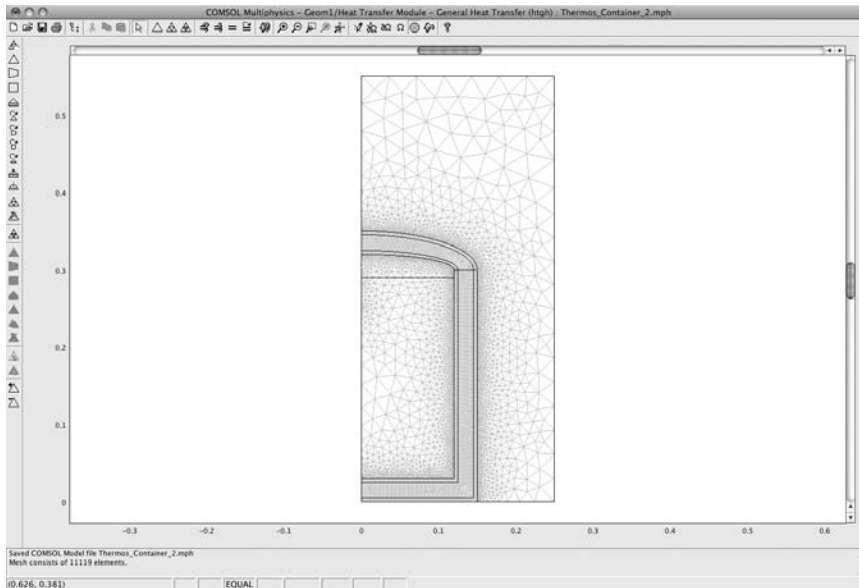 COMSOL Multiphysics - Geom1/Heat Transfer Module - General Heat Transfer (htgh) : Thermos_Container_2.mph
0.5
0.4
0.3
0.2
0.1
0
-0.3 -0.2 -0.1 0 0.1 0.2 0.3 0.4 0.5 0.6
Saved COMSOL Model file Thermos_Container_2.mph
Mesh consists of 11119 elements.
(0.626, 0.381) EQUAL